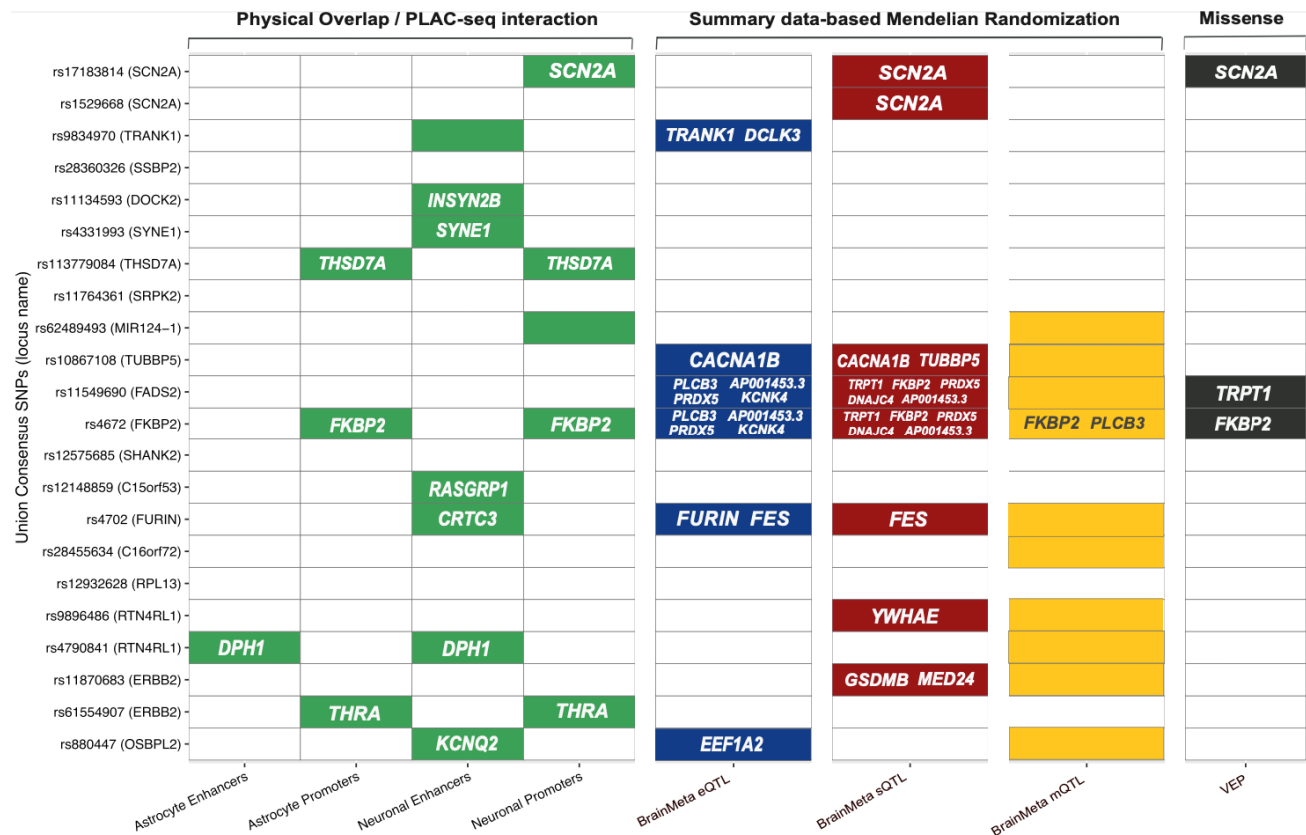 Physical Overlap / PLAC-seq interaction Summary data-based Mendelian Randomization Missense
Union Consensus SNPs (locus name)
rs17183814 (SCN2A) SCN2A SCN2A SCN2A
rs1529668 (SCN2A) SCN2A
rs9834970 (TRANK1) TRANK1 DCLK3
rs28360326 (SSBP2)
rs11134593 (DOCK2) INSYN2B
rs4331993 (SYNE1) SYNE1
rs113779084 (THSD7A) THSD7A THSD7A
rs11764361 (SRPK2)
rs62489493 (MIR124−1)
rs10867108 (TUBBP5) CACNA1B CACNA1B TUBBP5
rs11549690 (FADS2) PLCB3 AP001453.3 TRPT1 FKBP2 PRDX5 TRPT1
PRDX5 KCNK4 DNAJC4 AP001453.3
rs4672 (FKBP2) FKBP2 FKBP2 PLCB3 AP001453.3 TRPT1 FKBP2 PRDX5 FKBP2 PLCB3 FKBP2
PRDX5 KCNK4 DNAJC4 AP001453.3
rs12575685 (SHANK2)
rs12148859 (C15orf53) RASGRP1
rs4702 (FURIN) CRTC3 FURIN FES FES
rs28455634 (C16orf72)
rs12932628 (RPL13)
rs9896486 (RTN4RL1) YWHAE
rs4790841 (RTN4RL1) DPH1 DPH1
rs11870683 (ERBB2) GSDMB MED24
rs61554907 (ERBB2) THRA THRA
rs880447 (OSBPL2) KCNQ2 EEF1A2
Astrocyte Enhancers Astrocyte Promoters Neuronal Enhancers Neuronal Promoters BrainMeta eQTL BrainMeta sQTL BrainMeta mQTL VEP